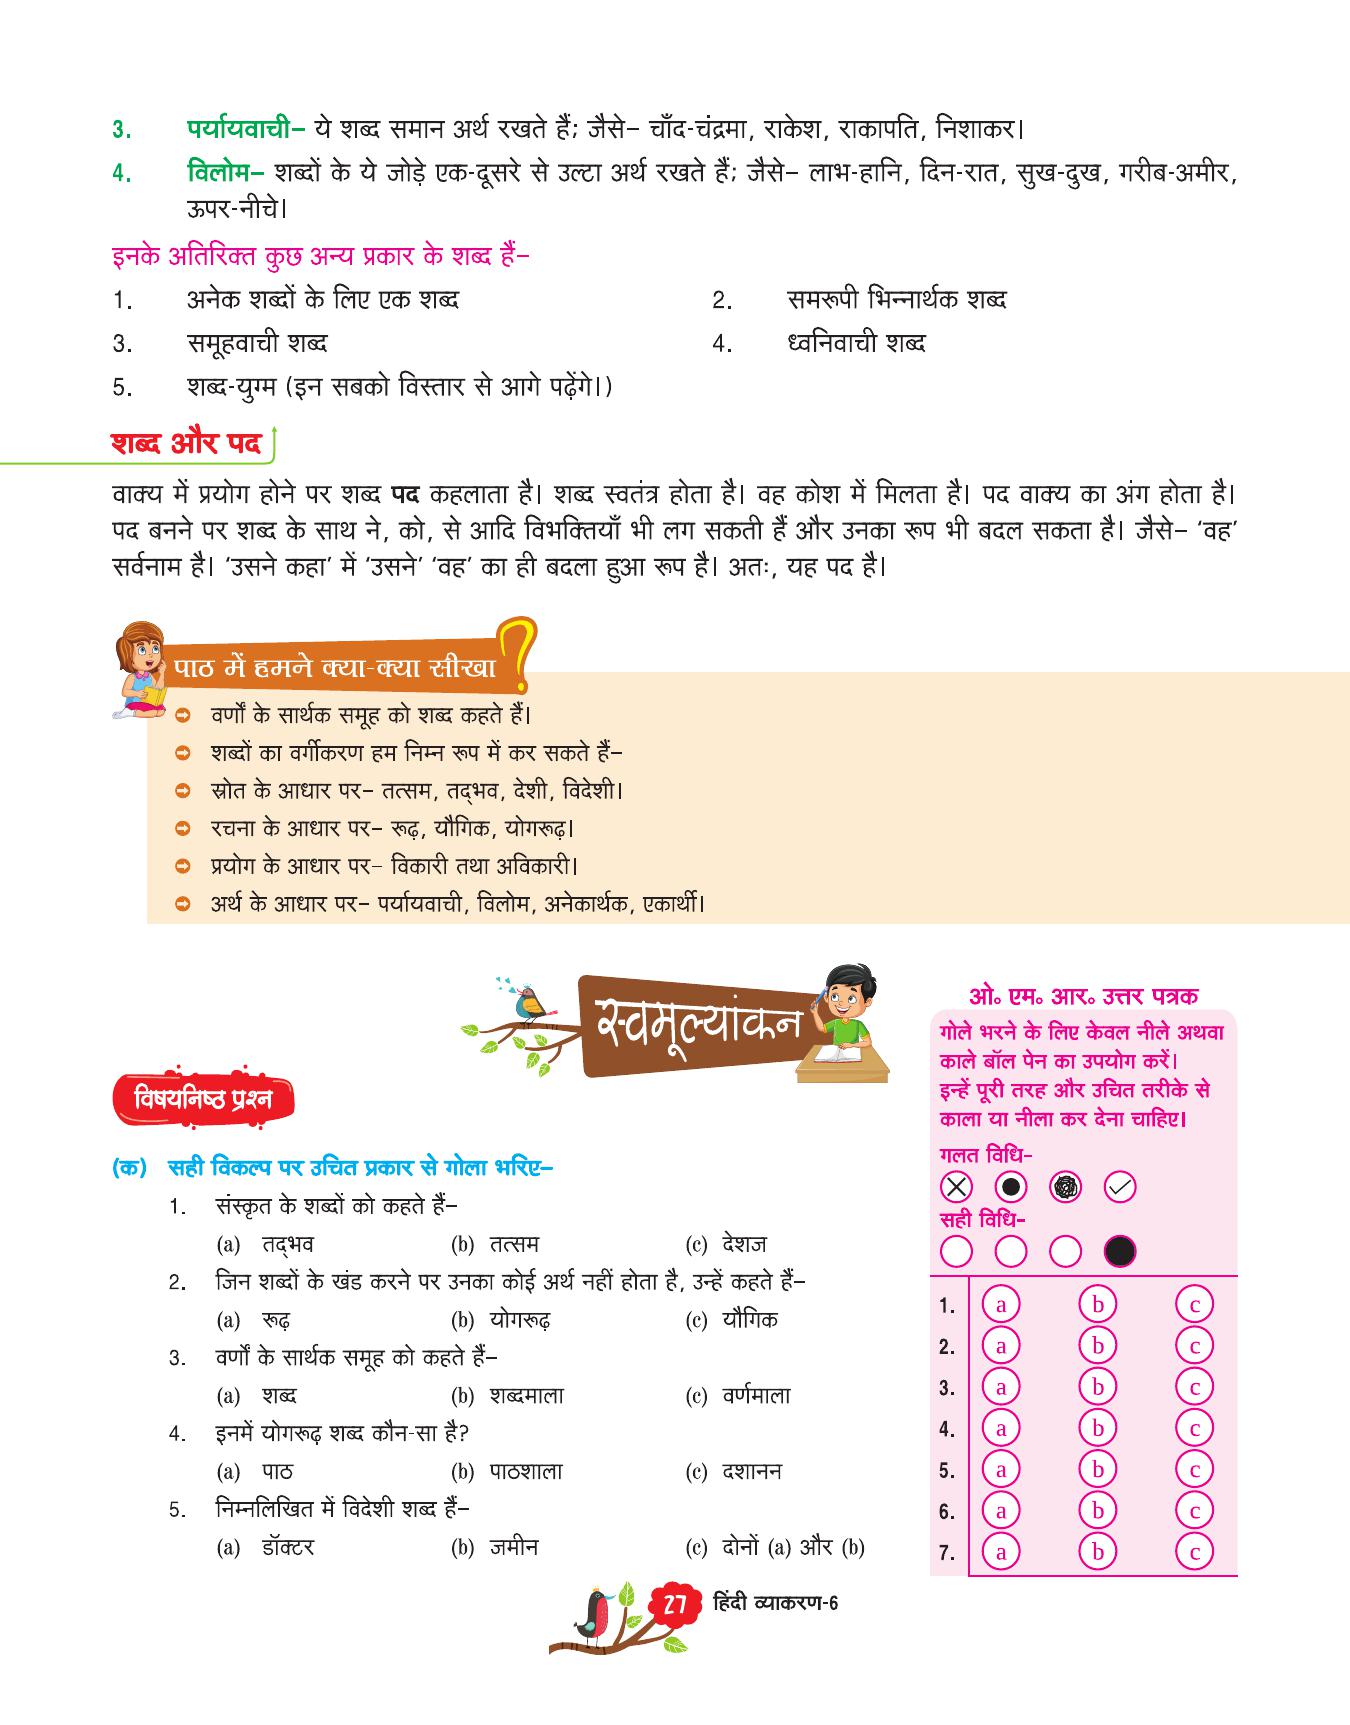 3. पर्यायवाची– ये शब्द समान अर्थ रखते हैं; जैसे– चाँद-चंद्रमा, राकेश, राकापति, निशाकर।
4. विलोम– शब्दों के ये जोड़े एक-दूसरे से उल्टा अर्थ रखते हैं; जैसे– लाभ-हानि, दिन-रात, सुख-दुख, गरीब-अमीर,
ऊपर-नीचे।
इनके अतिरिक्त कुछ अन्य प्रकार के शब्द हैं–
1. अनेक शब्दों के लिए एक शब्द 2. समरूपी भिन्नार्थक शब्द
3. समूहवाची शब्द 4. ध्वनिवाची शब्द
5. शब्द-युग्म (इन सबको विस्तार से आगे पढ़ेंगे।)
शब्द और पद
वाक्य में प्रयोग होने पर शब्द पद कहलाता है। शब्द स्वतंत्र होता है। वह कोश में मिलता है। पद वाक्य का अंग होता है।
पद बनने पर शब्द के साथ ने, को, से आदि विभक्तियाँ भी लग सकती हैं और उनका रूप भी बदल सकता है। जैसे– ‘वह’
सर्वनाम है। ‘उसने कहा’ में ‘उसने’ ‘वह’ का ही बदला हुआ रूप है। अतः, यह पद है।
पाठ में हमने क्या-क्या सीखा ?
वर्णों के सार्थक समूह को शब्द कहते हैं।
शब्दों का वर्गीकरण हम निम्न रूप में कर सकते हैं–
स्रोत के आधार पर– तत्सम, तद्‌भव, देशी, विदेशी।
रचना के आधार पर– रूढ़, यौगिक, योगरूढ़।
प्रयोग के आधार पर– विकारी तथा अविकारी।
अर्थ के आधार पर– पर्यायवाची, विलोम, अनेकार्थक, एकार्थी।
स्वमूल्यांकन
विषयनिष्ठ प्रश्न
(क) सही विकल्प पर उचित प्रकार से गोला भरिए–
1. संस्कृत के शब्दों को कहते हैं–
(a) तद्‌भव (b) तत्सम (c) देशज
2. जिन शब्दों के खंड करने पर उनका कोई अर्थ नहीं होता है, उन्हें कहते हैं–
(a) रूढ़ (b) योगरूढ़ (c) यौगिक
3. वर्णों के सार्थक समूह को कहते हैं–
(a) शब्द (b) शब्दमाला (c) वर्णमाला
4. इनमें योगरूढ़ शब्द कौन-सा है?
(a) पाठ (b) पाठशाला (c) दशानन
5. निम्नलिखित में विदेशी शब्द हैं–
(a) डॉक्टर (b) जमीन (c) दोनों (a) और (b)
ओ॰ एम॰ आर॰ उत्तर पत्रक
गोले भरने के लिए केवल नीले अथवा
काले बॉल पेन का उपयोग करें।
इन्हें पूरी तरह और उचित तरीके से
काला या नीला कर देना चाहिए।
गलत विधि–
सही विधि–
1. a b c
2. a b c
3. a b c
4. a b c
5. a b c
6. a b c
7. a b c
27 हिंदी व्याकरण-6